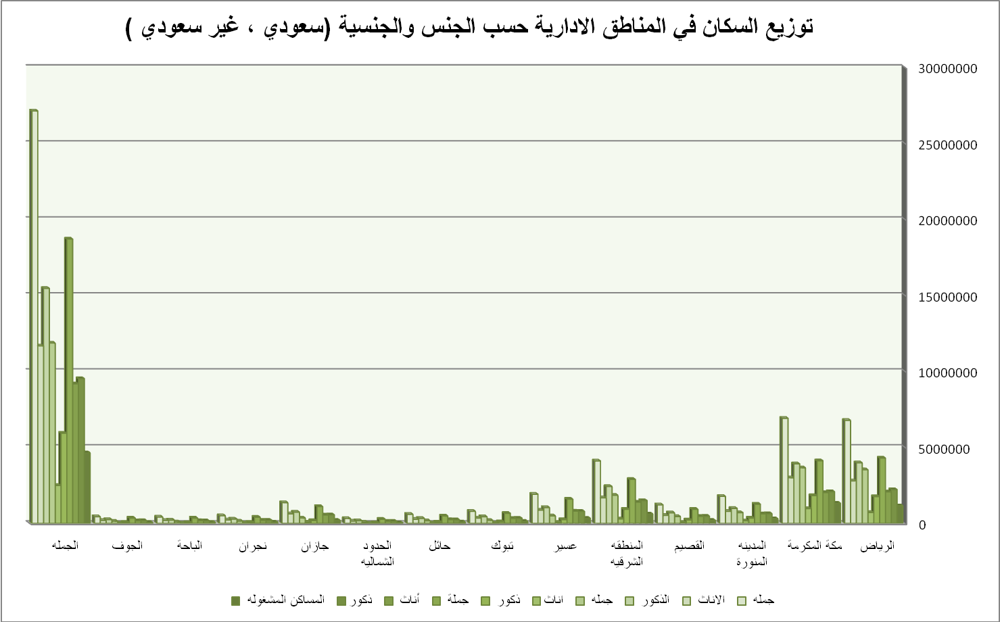 توزيع السكان في المناطق الادارية حسب الجنس والجنسية (سعودي ، غير سعودي )
30000000
25000000
20000000
15000000
10000000
5000000
0
الرياض
مكة المكرمة
المدينه
المنورة
القصيم
المنطقه
الشرقيه
عسير
تبوك
حائل
الحدود
الشماليه
جازان
نجران
الباحة
الجوف
الجمله
جمله
الاناث
الذكور
جمله
اناث
ذكور
جملة
أناث
ذكور
المساكن المشغوله